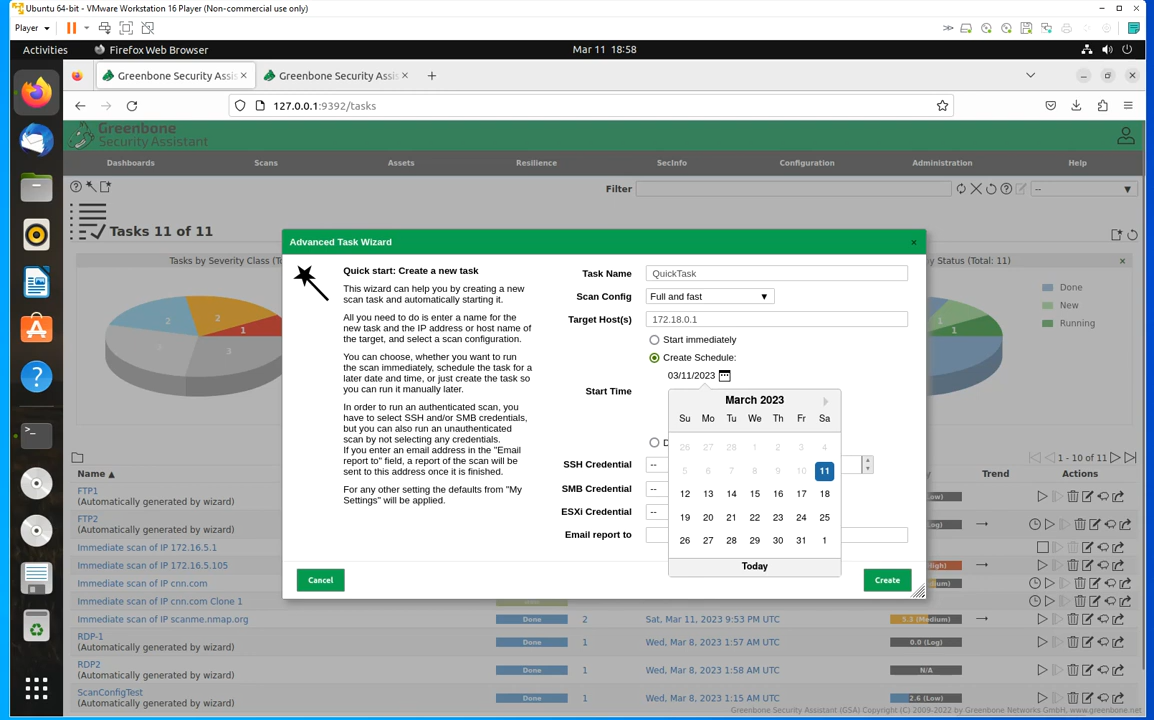 Ubuntu 64-bit - VMware Workstation 16 Player (Non-commercial use only)
Player
Activities
Firefox Web Browser
Mar 11 18:58
Greenbone Security Assis
Greenbone Security Assis
127.0.0.1:9392/tasks
Greenbone
Security Assistant
Dashboards
Scans
Assets
Resilience
SecInfo
Configuration
Administration
Help
Filter
--
Tasks 11 of 11
Tasks by Severity Class (To
y Status (Total: 11)
2
2
1
3
1
1
Done
New
Running
Advanced Task Wizard
Quick start: Create a new task
This wizard can help you by creating a new
scan task and automatically starting it.
All you need to do is enter a name for the
new task and the IP address or host name of
the target, and select a scan configuration.
You can choose, whether you want to run
the scan immediately, schedule the task for a
later date and time, or just create the task so
you can run it manually later.
In order to run an authenticated scan, you
have to select SSH and/or SMB credentials,
but you can also run an unauthenticated
scan by not selecting any credentials.
If you enter an email address in the "Email
report to" field, a report of the scan will be
sent to this address once it is finished.
For any other setting the defaults from "My
Settings" will be applied.
Task Name
QuickTask
Scan Config
Full and fast
Target Host(s)
172.18.0.1
Start immediately
Create Schedule:
03/11/2023
Start Time
March 2023
Su Mo Tu We Th Fr Sa
26 27 28 1 2 3 4
5 6 7 8 9 10 11
12 13 14 15 16 17 18
19 20 21 22 23 24 25
26 27 28 29 30 31 1
Today
D
SSH Credential
--
SMB Credential
--
ESXi Credential
--
Email report to
Cancel
Create
1 - 10 of 11
Name
Trend
Actions
FTP1
(Automatically generated by wizard)
Low)
FTP2
(Automatically generated by wizard)
Immediate scan of IP 172.16.5.1
Immediate scan of IP 172.16.5.105
High)
Immediate scan of IP cnn.com
Immediate scan of IP cnn.com Clone 1
Immediate scan of IP scanme.nmap.org
Done
2
Sat, Mar 11, 2023 9:53 PM UTC
5.3 (Medium)
RDP-1
(Automatically generated by wizard)
Done
1
Wed, Mar 8, 2023 1:57 AM UTC
0.0 (Log)
RDP2
(Automatically generated by wizard)
Done
1
Wed, Mar 8, 2023 1:58 AM UTC
N/A
ScanConfigTest
(Automatically generated by wizard)
Done
1
Wed, Mar 8, 2023 1:15 AM UTC
2.6 (Low)
Greenbone Security Assistant (GSA) Copyright (C) 2009-2022 by Greenbone Networks GmbH, www.greenbone.net